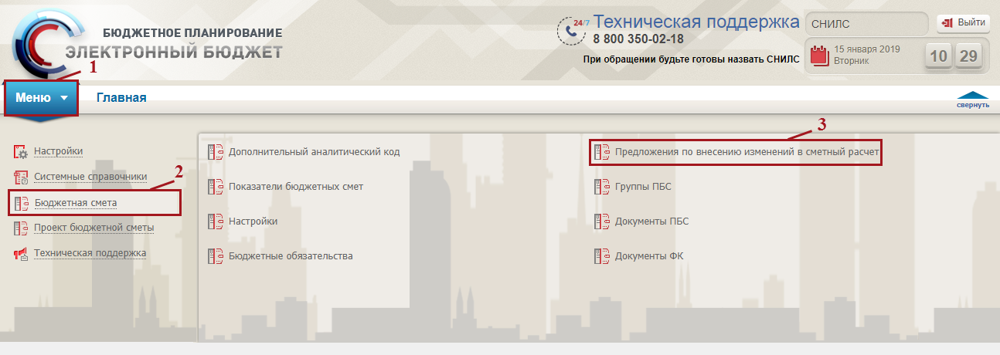 БЮДЖЕТНОЕ ПЛАНИРОВАНИЕ
ЭЛЕКТРОННЫЙ БЮДЖЕТ
24/7 Техническая поддержка
8 800 350-02-18
При обращении будьте готовы назвать СНИЛС
СНИЛС
Выйти
15 января 2019
Вторник
10 29
1
Меню
Главная
свернуть
Настройки
Системные справочники
2
Бюджетная смета
Проект бюджетной сметы
Техническая поддержка
Дополнительный аналитический код
Показатели бюджетных смет
Настройки
Бюджетные обязательства
3
Предложения по внесению изменений в сметный расчет
Группы ПБС
Документы ПБС
Документы ФК